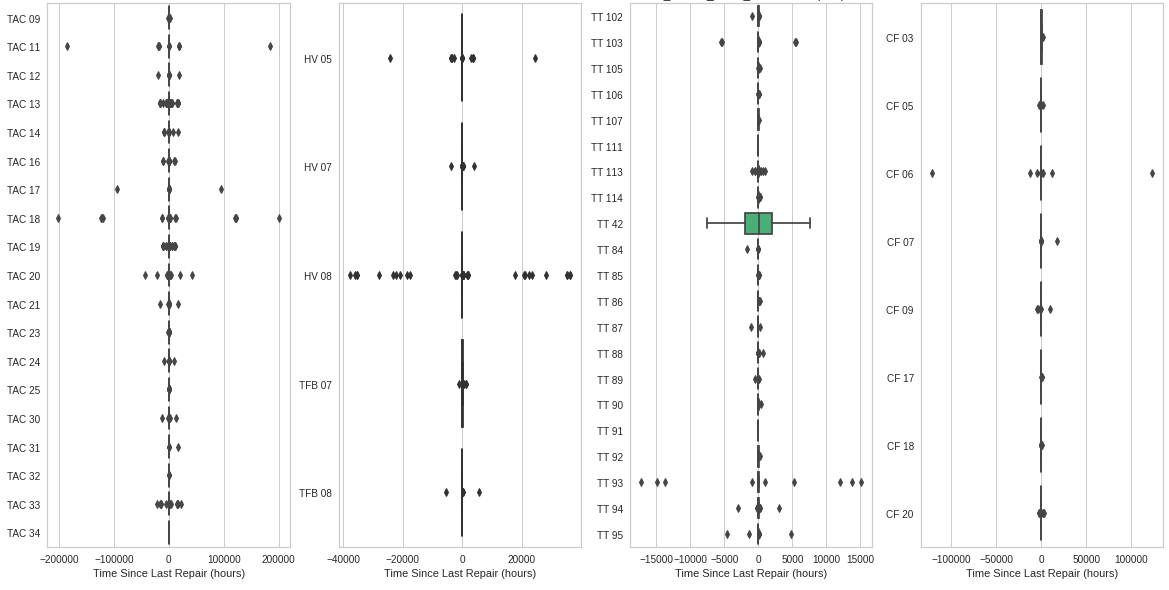 TAC 09
TAC 11
TAC 12
TAC 13
TAC 14
TAC 16
TAC 17
TAC 18
TAC 19
TAC 20
TAC 21
TAC 23
TAC 24
TAC 25
TAC 30
TAC 31
TAC 32
TAC 33
TAC 34
−200000 −100000 0 100000 200000
Time Since Last Repair (hours)
HV 05
HV 07
HV 08
TFB 07
TFB 08
−40000 −20000 0 20000
Time Since Last Repair (hours)
TT 102
TT 103
TT 105
TT 106
TT 107
TT 111
TT 113
TT 114
TT 42
TT 84
TT 85
TT 86
TT 87
TT 88
TT 89
TT 90
TT 91
TT 92
TT 93
TT 94
TT 95
−15000 −10000 −5000 0 5000 10000 15000
Time Since Last Repair (hours)
CF 03
CF 05
CF 06
CF 07
CF 09
CF 17
CF 18
CF 20
−100000 −50000 0 50000 100000
Time Since Last Repair (hours)